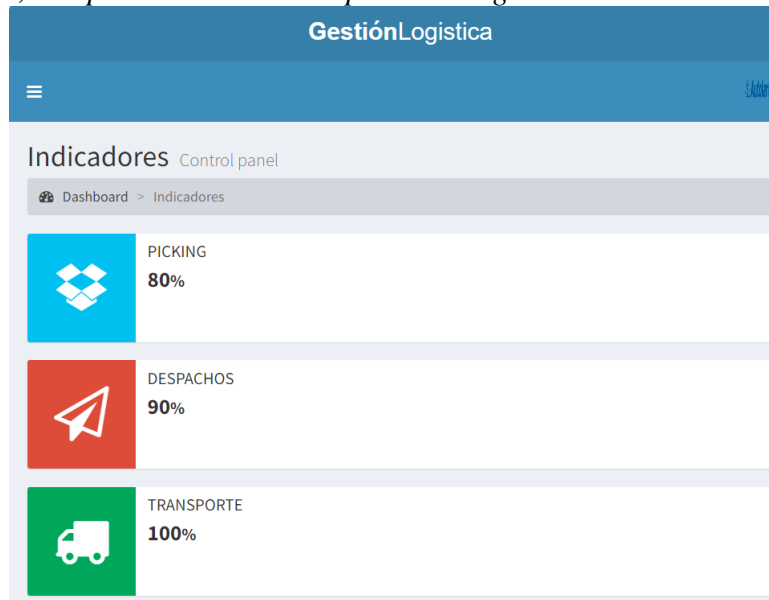 GestiónLogistica
Indicadores Control panel
Dashboard > Indicadores
PICKING
80%
DESPACHOS
90%
TRANSPORTE
100%